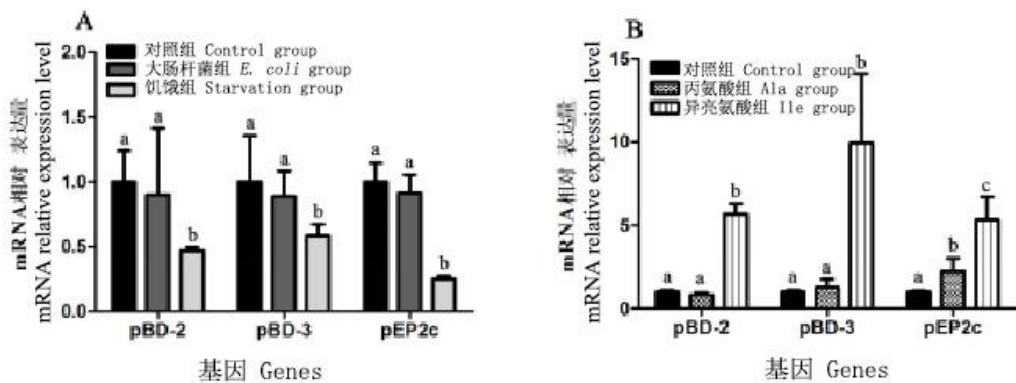 A
2.0
1.5
1.0
0.5
0.0
mRNA相对 表达量
mRNA relative expression level
对照组 Control group
大肠杆菌组 E. coli group
饥饿组 Starvation group
a a b
a a b
a a b
pBD-2 pBD-3 pEP2c
基因 Genes
B
15
10
5
0
mRNA相对 表达量
mRNA relative expression level
对照组 Control group
丙氨酸组 Ala group
异亮氨酸组 Ile group
a a b
a a b
a b c
pBD-2 pBD-3 pEP2c
基因 Genes